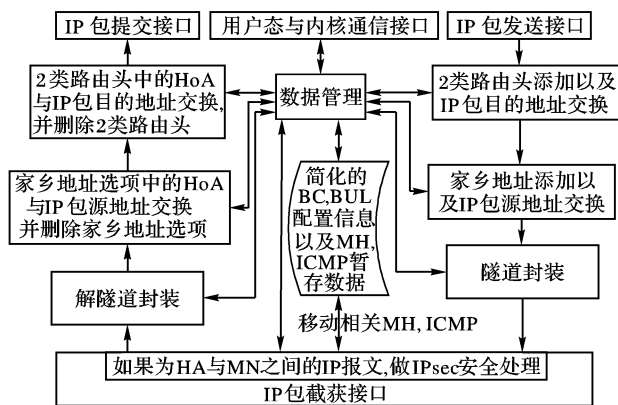 IP 包提交接口
用户态与内核通信接口
IP 包发送接口
2类路由头中的HoA
与IP包目的地址交换,
并删除2类路由头
数据管理
2类路由头添加以及
IP包目的地址交换
家乡地址选项中的HoA
与IP包源地址交换
并删除家乡地址选项
简化的
BC,BUL
配置信息
以及MH,
ICMP暂
存数据
家乡地址添加以
及IP包源地址交换
解隧道封装
隧道封装
移动相关MH, ICMP
如果为HA与MN之间的IP报文,做IPsec安全处理
IP包截获接口